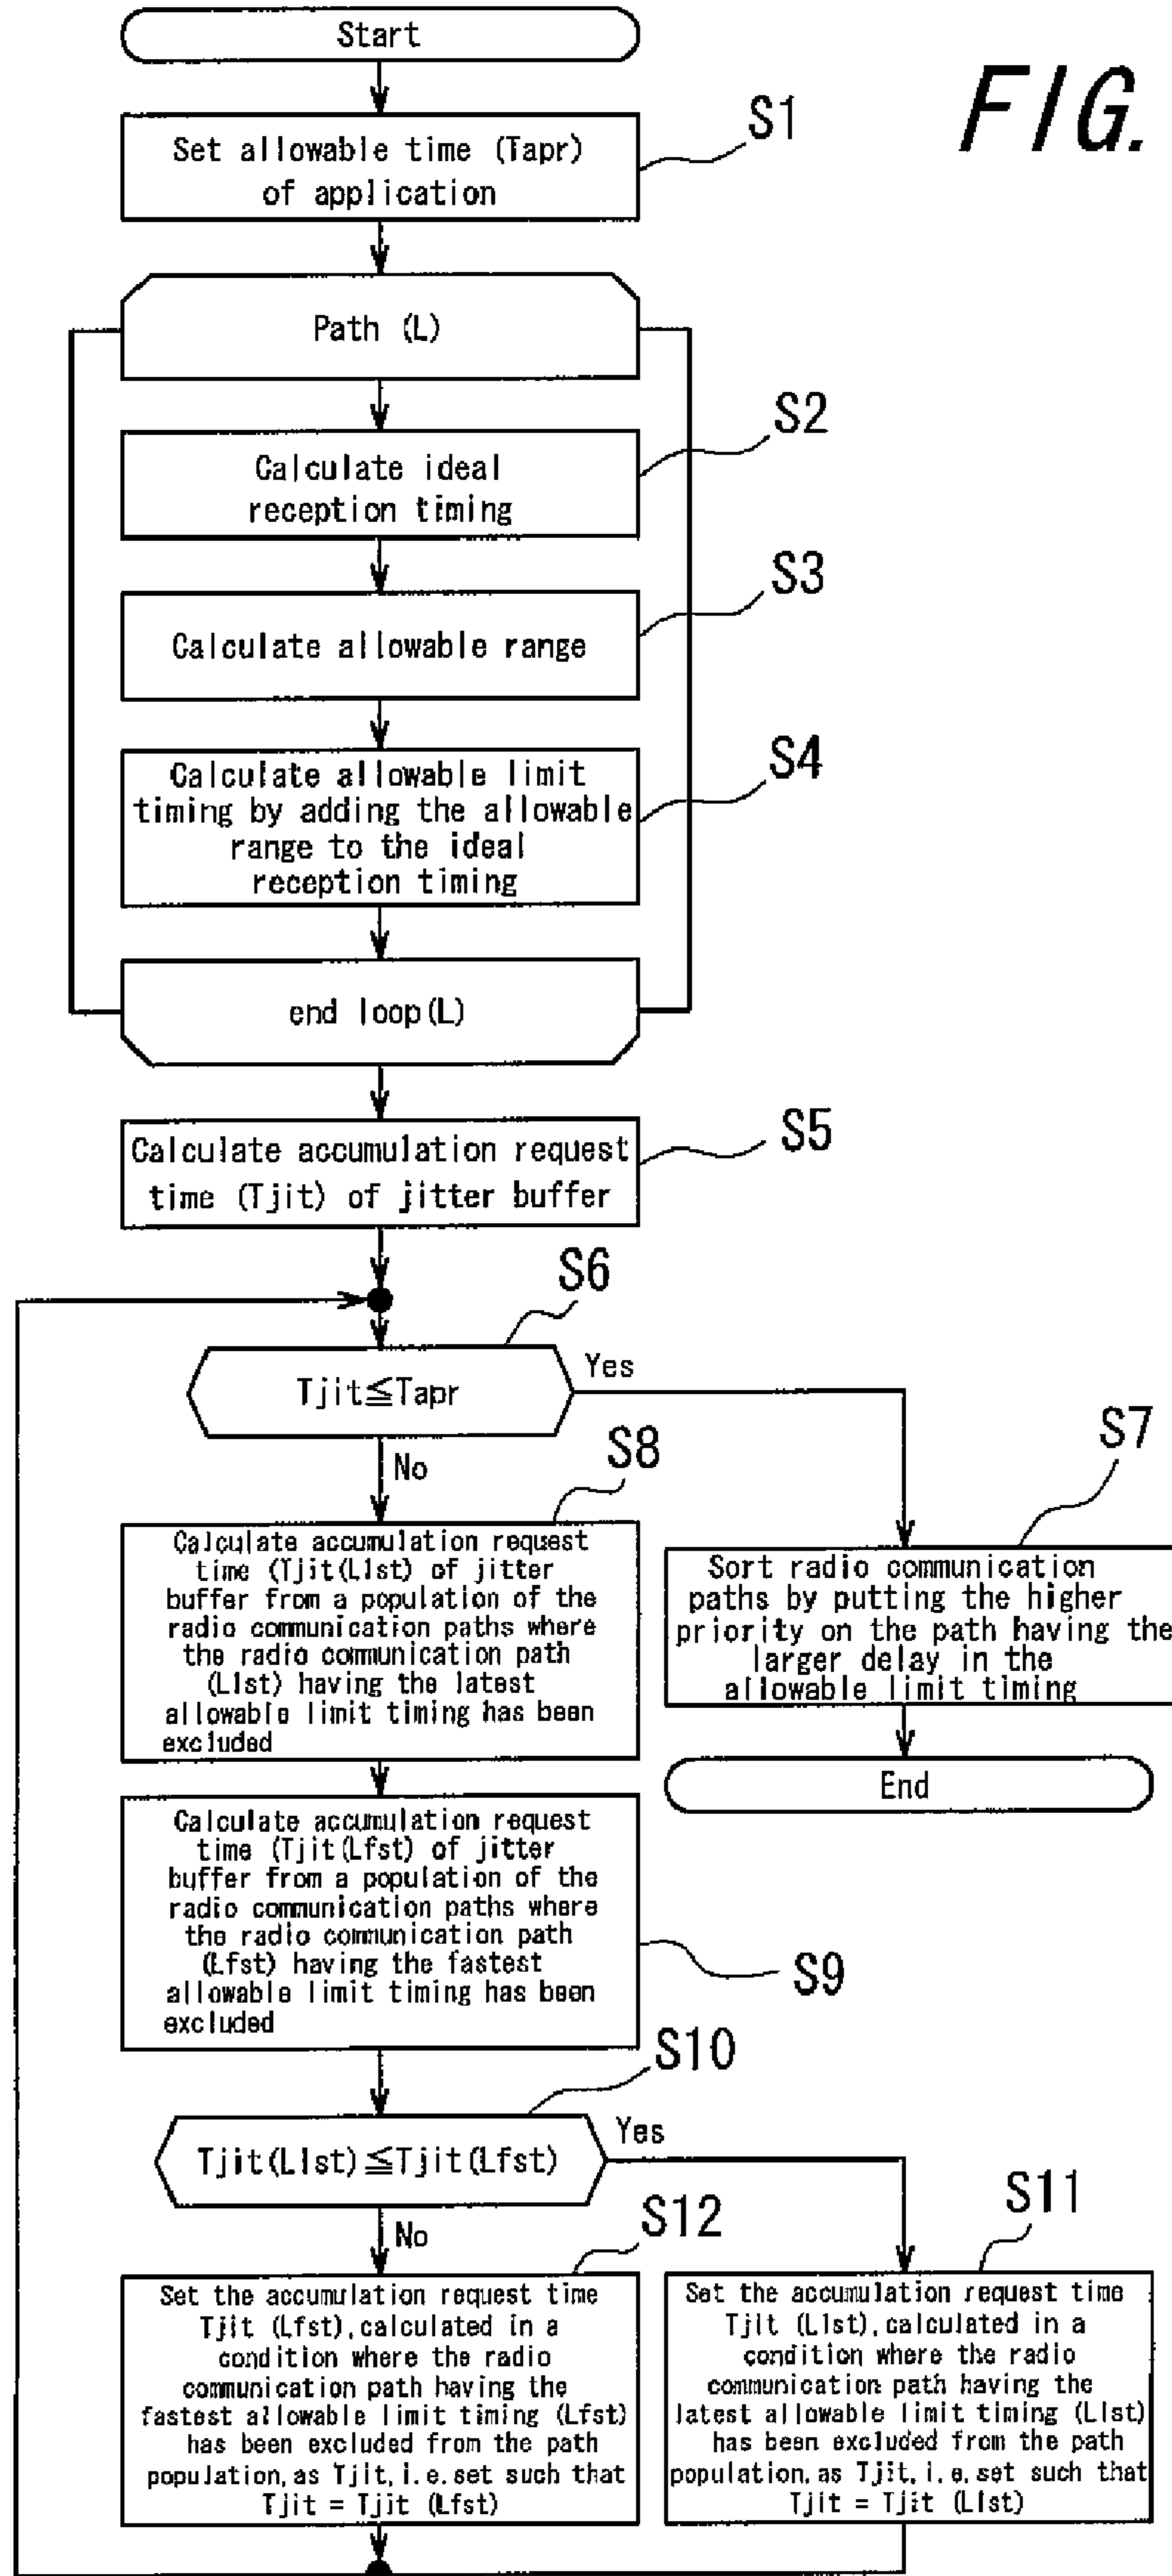 Start
FIG.
S1
Set allowable time (Tapr)
of application
Path (L)
S2
Calculate ideal
reception timing
S3
Calculate allowable range
S4
Calculate allowable limit
timing by adding the allowable
range to the ideal
reception timing
end loop(L)
S5
Calculate accumulation request
time (Tjit) of jitter buffer
S6
Tjit≦Tapr
Yes
No
S7
Sort radio communication
paths by putting the higher
priority on the path having the
larger delay in the
allowable limit timing
End
S8
Calculate accumulation request
time (Tjit(Llst) of jitter
buffer from a population of the
radio communication paths where
the radio communication path
(Llst) having the latest
allowable limit timing has been
excluded
S9
Calculate accumulation request
time (Tjit(Lfst) of jitter
buffer from a population of the
radio communication paths where
the radio communication path
(Lfst) having the fastest
allowable limit timing has been
excluded
S10
Tjit(Llst)≦Tjit(Lfst)
Yes
No
S12
Set the accumulation request time
Tjit (Lfst), calculated in a
condition where the radio
communication path having the
fastest allowable limit timing (Lfst)
has been excluded from the path
population, as Tjit, i.e. set such that
Tjit = Tjit (Lfst)
S11
Set the accumulation request time
Tjit (Llst), calculated in a
condition where the radio
communication path having the
latest allowable limit timing (Llst)
has been excluded from the path
population, as Tjit, i.e. set such that
Tjit = Tjit (Llst)